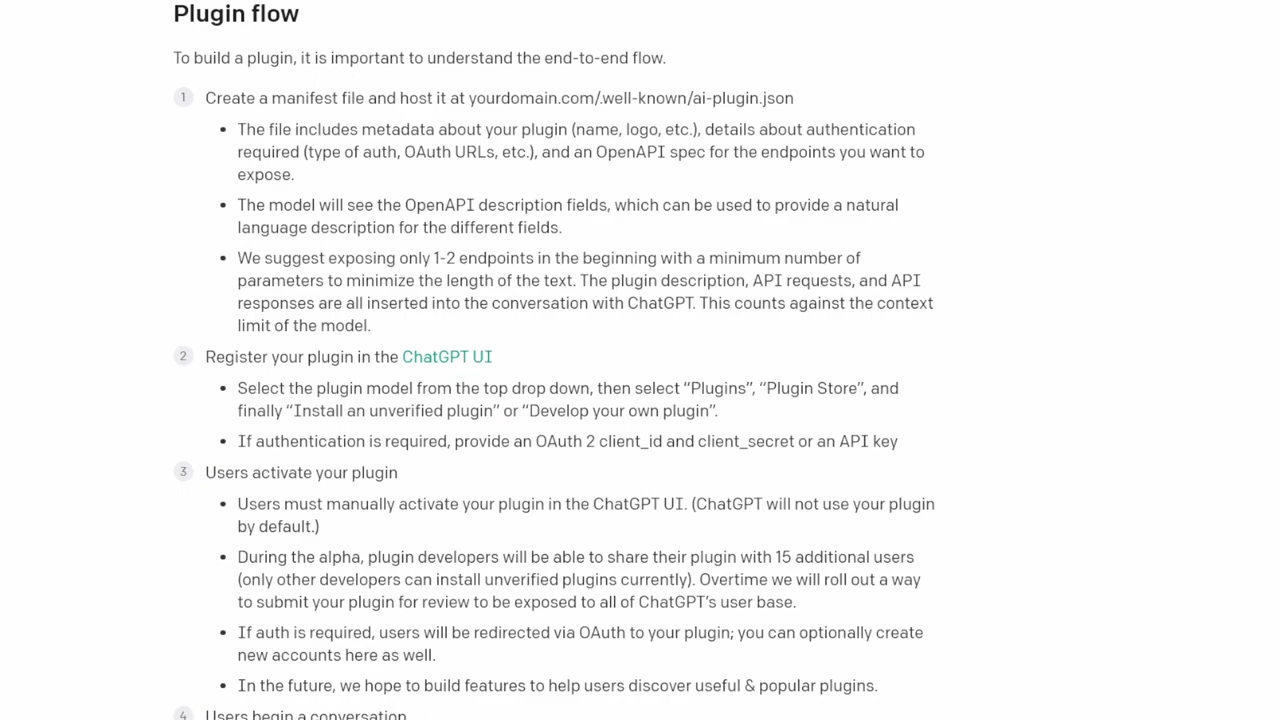 Plugin flow
To build a plugin, it is important to understand the end-to-end flow.
1 Create a manifest file and host it at yourdomain.com/.well-known/ai-plugin.json
• The file includes metadata about your plugin (name, logo, etc.), details about authentication
required (type of auth, OAuth URLs, etc.), and an OpenAPI spec for the endpoints you want to
expose.
• The model will see the OpenAPI description fields, which can be used to provide a natural
language description for the different fields.
• We suggest exposing only 1-2 endpoints in the beginning with a minimum number of
parameters to minimize the length of the text. The plugin description, API requests, and API
responses are all inserted into the conversation with ChatGPT. This counts against the context
limit of the model.
2 Register your plugin in the ChatGPT UI
• Select the plugin model from the top drop down, then select “Plugins”, “Plugin Store”, and
finally “Install an unverified plugin” or “Develop your own plugin”.
• If authentication is required, provide an OAuth 2 client_id and client_secret or an API key
3 Users activate your plugin
• Users must manually activate your plugin in the ChatGPT UI. (ChatGPT will not use your plugin
by default.)
• During the alpha, plugin developers will be able to share their plugin with 15 additional users
(only other developers can install unverified plugins currently). Overtime we will roll out a way
to submit your plugin for review to be exposed to all of ChatGPT’s user base.
• If auth is required, users will be redirected via OAuth to your plugin; you can optionally create
new accounts here as well.
• In the future, we hope to build features to help users discover useful & popular plugins.
4 Users begin a conversation